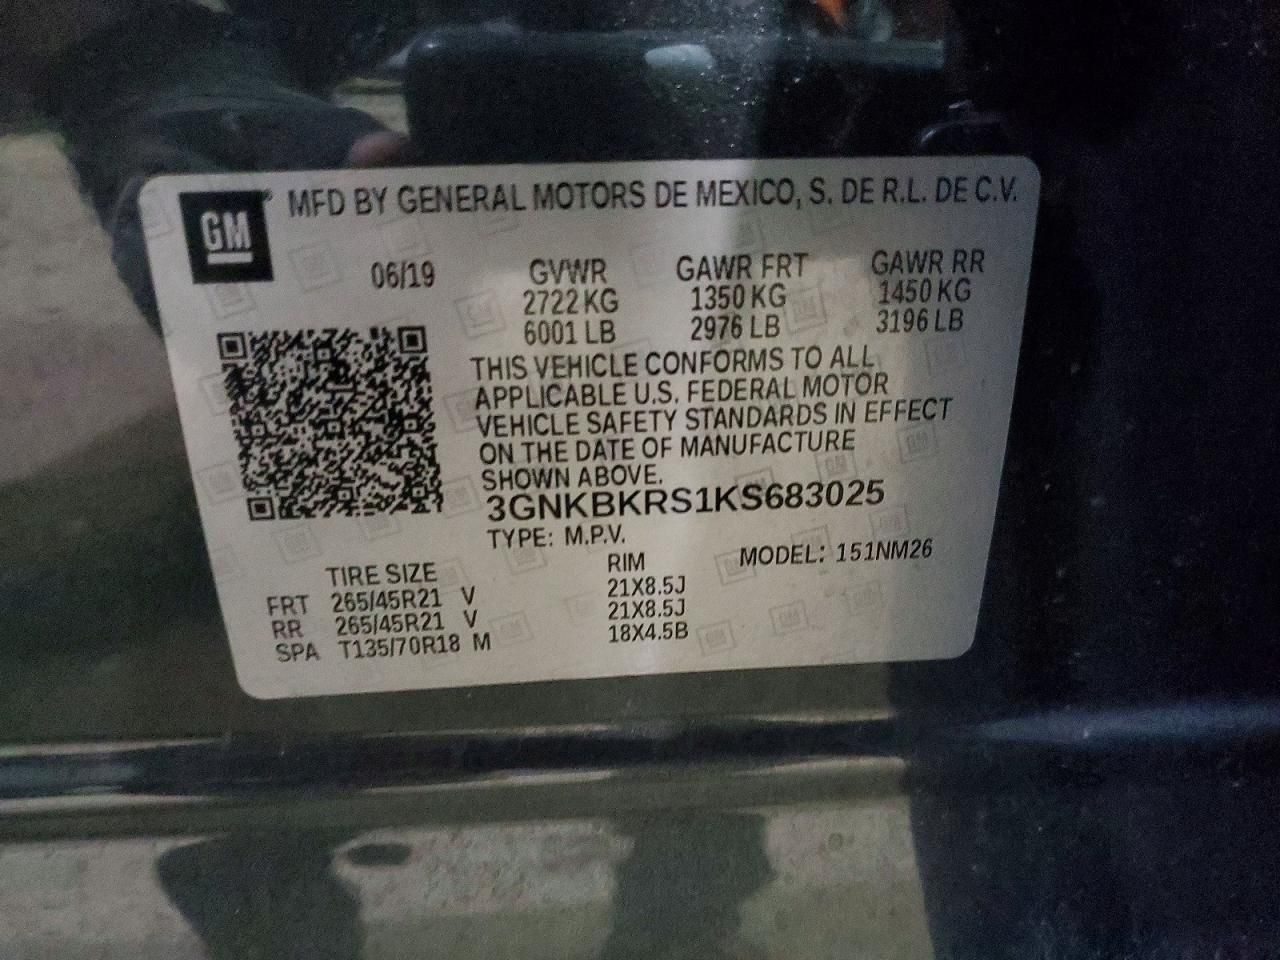 GM ® MFD BY GENERAL MOTORS DE MEXICO, S. DE R.L. DE C.V.
06/19 GVWR GAWR FRT GAWR RR
2722 KG 1350 KG 1450 KG
6001 LB 2976 LB 3196 LB
THIS VEHICLE CONFORMS TO ALL
APPLICABLE U.S. FEDERAL MOTOR
VEHICLE SAFETY STANDARDS IN EFFECT
ON THE DATE OF MANUFACTURE
SHOWN ABOVE.
3GNKBKRS1KS683025
TYPE: M.P.V. MODEL: 151NM26
TIRE SIZE RIM
FRT 265/45R21 V 21X8.5J
RR 265/45R21 V 21X8.5J
SPA T135/70R18 M 18X4.5B